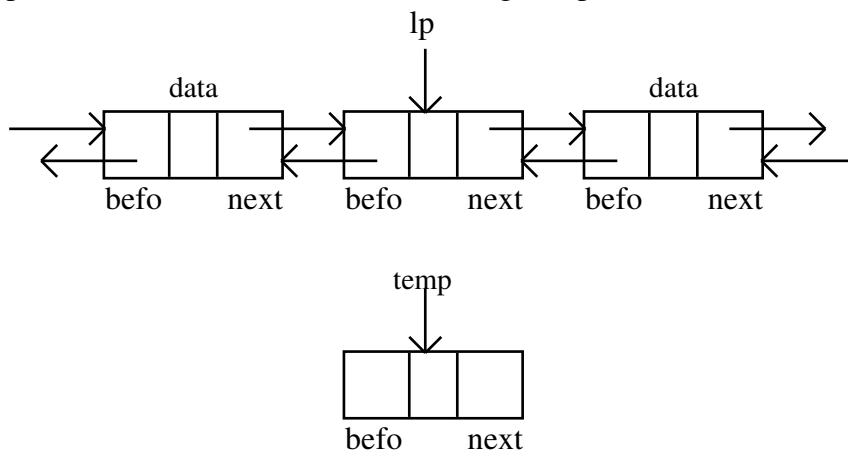 lp
data data
befo next befo next befo next
temp
befo next